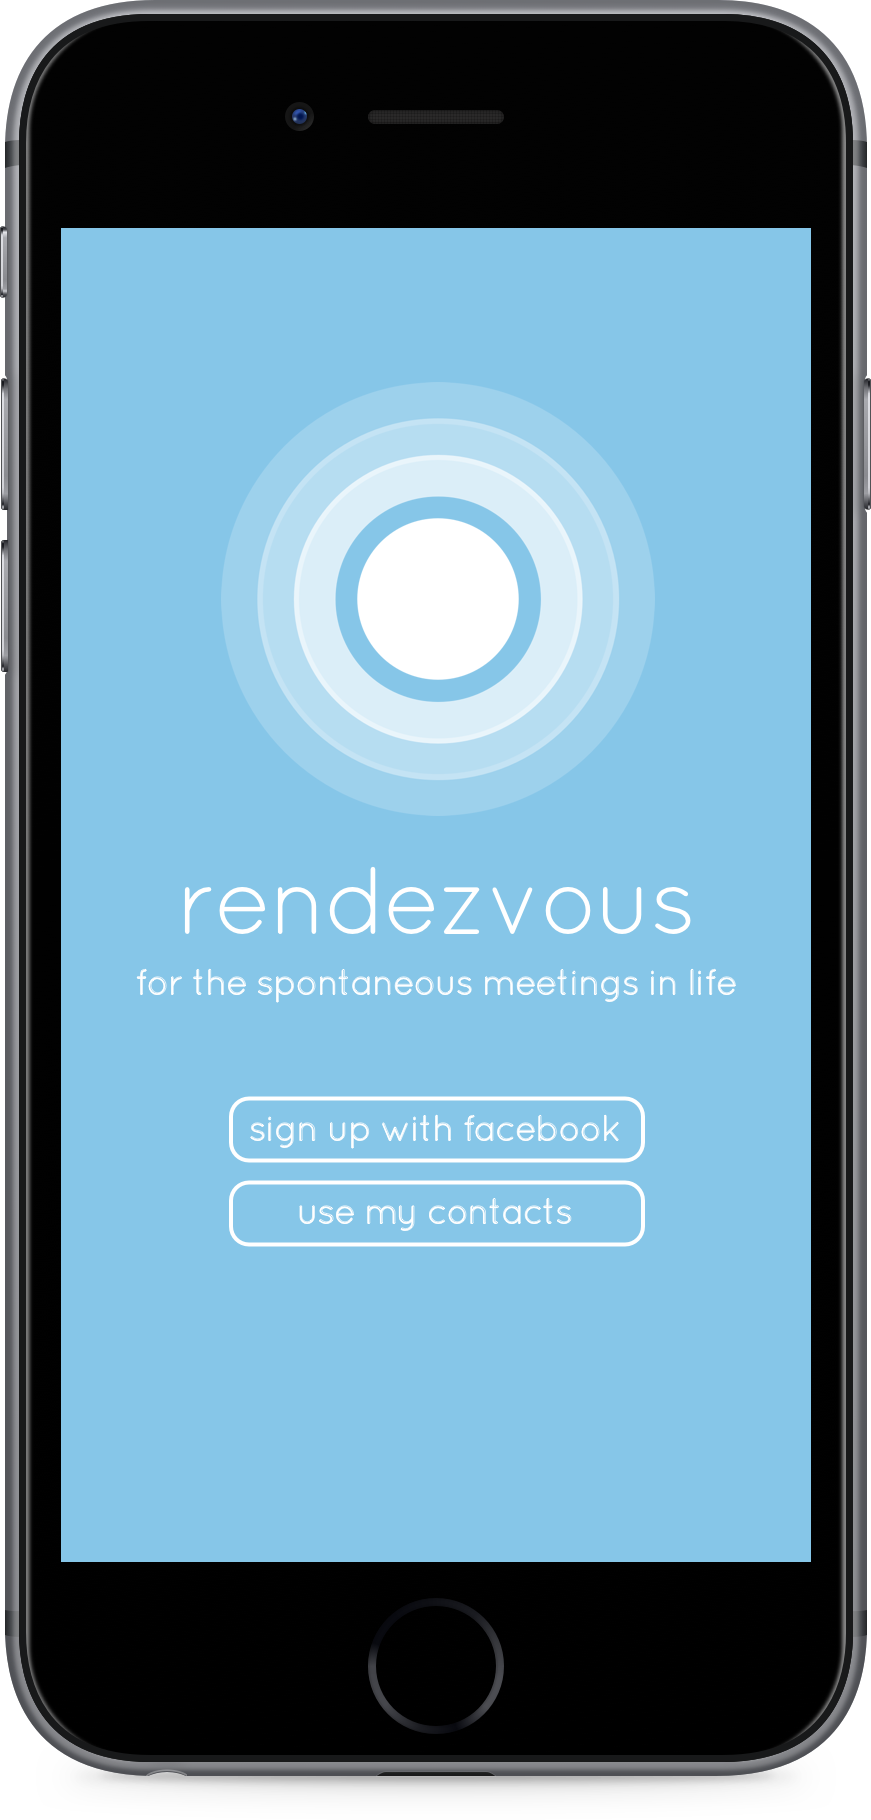 rendezvous
for the spontaneous meetings in life
sign up with facebook
use my contacts